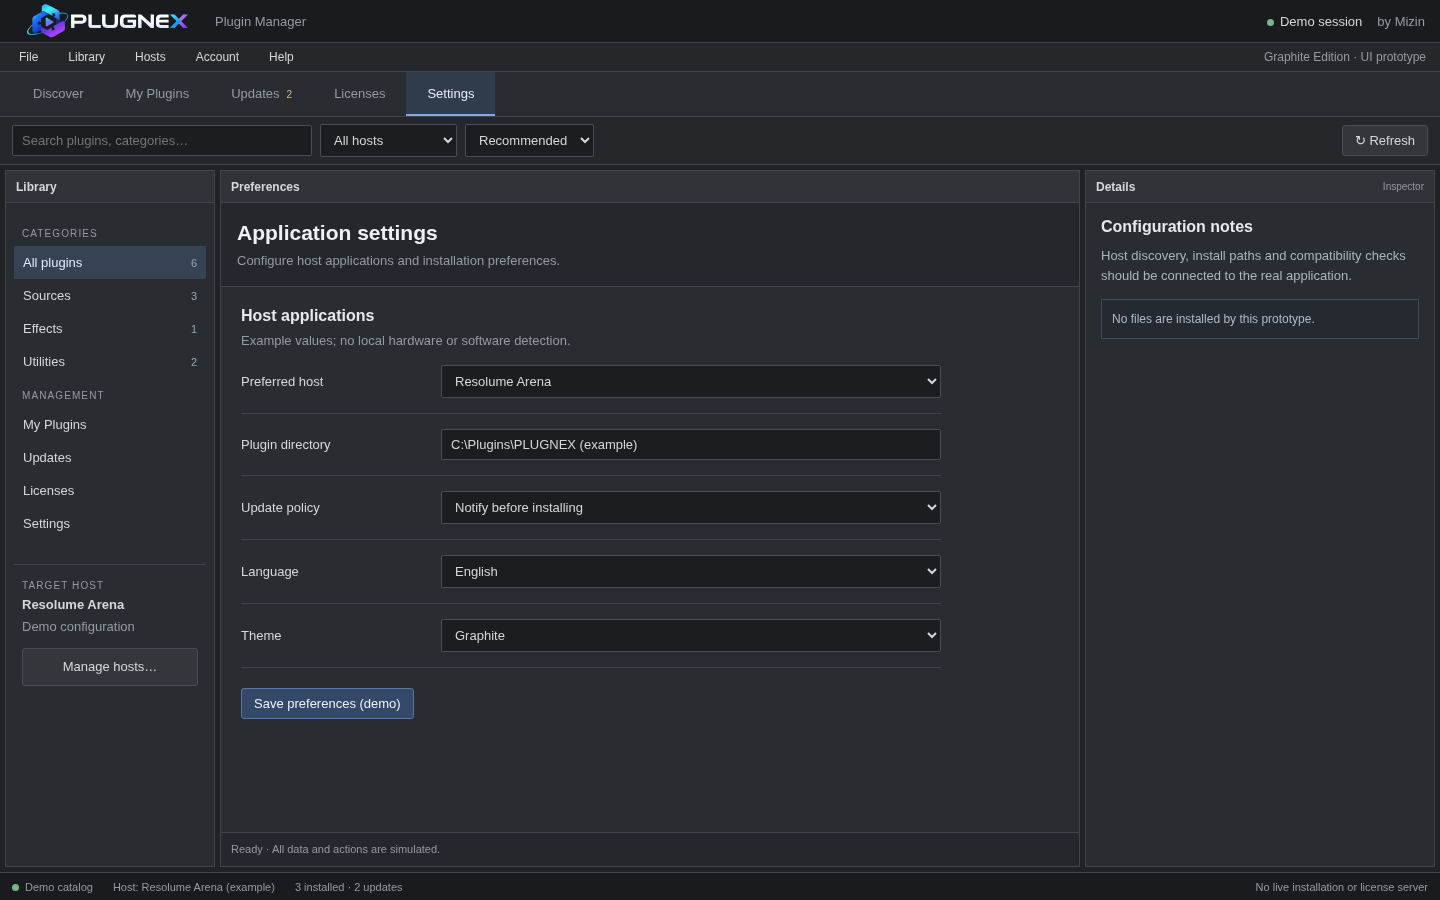 PLUGNEX
Plugin Manager
Demo session
by Mizin
File
Library
Hosts
Account
Help
Graphite Edition · UI prototype
Discover
My Plugins
Updates 2
Licenses
Settings
Search plugins, categories…
All hosts
Recommended
↻ Refresh
Library
CATEGORIES
All plugins 6
Sources 3
Effects 1
Utilities 2
MANAGEMENT
My Plugins
Updates
Licenses
Settings
TARGET HOST
Resolume Arena
Demo configuration
Manage hosts…
Preferences
Application settings
Configure host applications and installation preferences.
Host applications
Example values; no local hardware or software detection.
Preferred host
Resolume Arena
Plugin directory
C:\Plugins\PLUGNEX (example)
Update policy
Notify before installing
Language
English
Theme
Graphite
Save preferences (demo)
Ready · All data and actions are simulated.
Details
Inspector
Configuration notes
Host discovery, install paths and compatibility checks
should be connected to the real application.
No files are installed by this prototype.
Demo catalog
Host: Resolume Arena (example)
3 installed · 2 updates
No live installation or license server